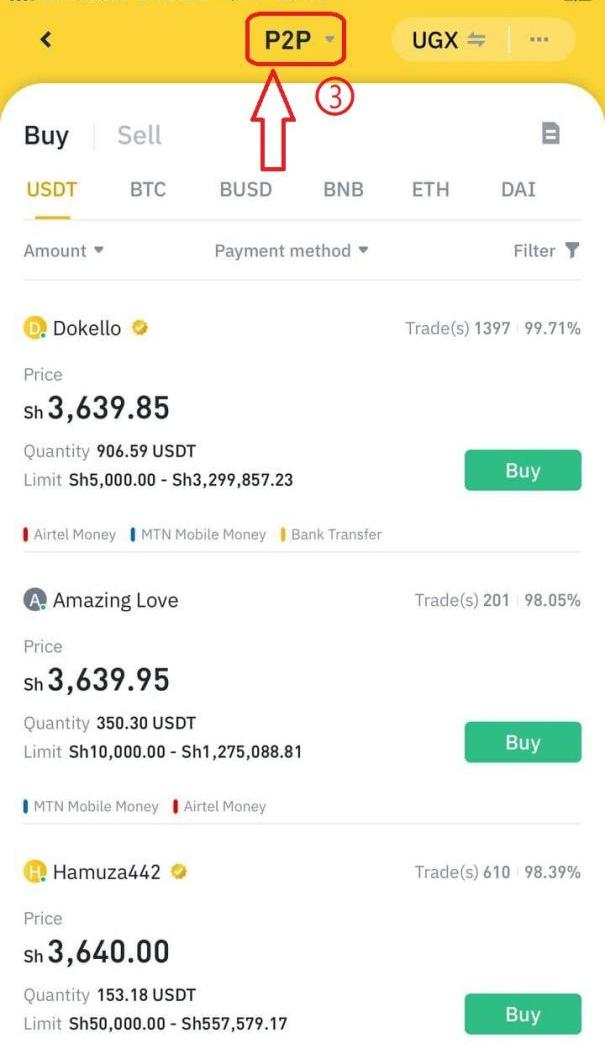 P2P UGX
③
Buy Sell
USDT BTC BUSD BNB ETH DAI
Amount Payment method Filter
D Dokello Trade(s) 1397 99.71%
Price
Sh 3,639.85
Quantity 906.59 USDT
Limit Sh5,000.00 - Sh3,299,857.23
Buy
Airtel Money MTN Mobile Money Bank Transfer
A Amazing Love Trade(s) 201 98.05%
Price
Sh 3,639.95
Quantity 350.30 USDT
Limit Sh10,000.00 - Sh1,275,088.81
Buy
MTN Mobile Money Airtel Money
H Hamuza442 Trade(s) 610 98.39%
Price
Sh 3,640.00
Quantity 153.18 USDT
Limit Sh50,000.00 - Sh557,579.17
Buy